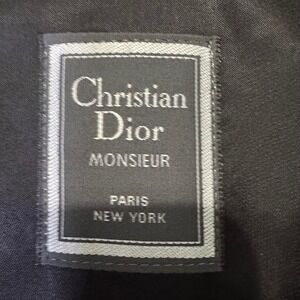 Christian
Dior
MONSIEUR
PARIS
NEW YORK